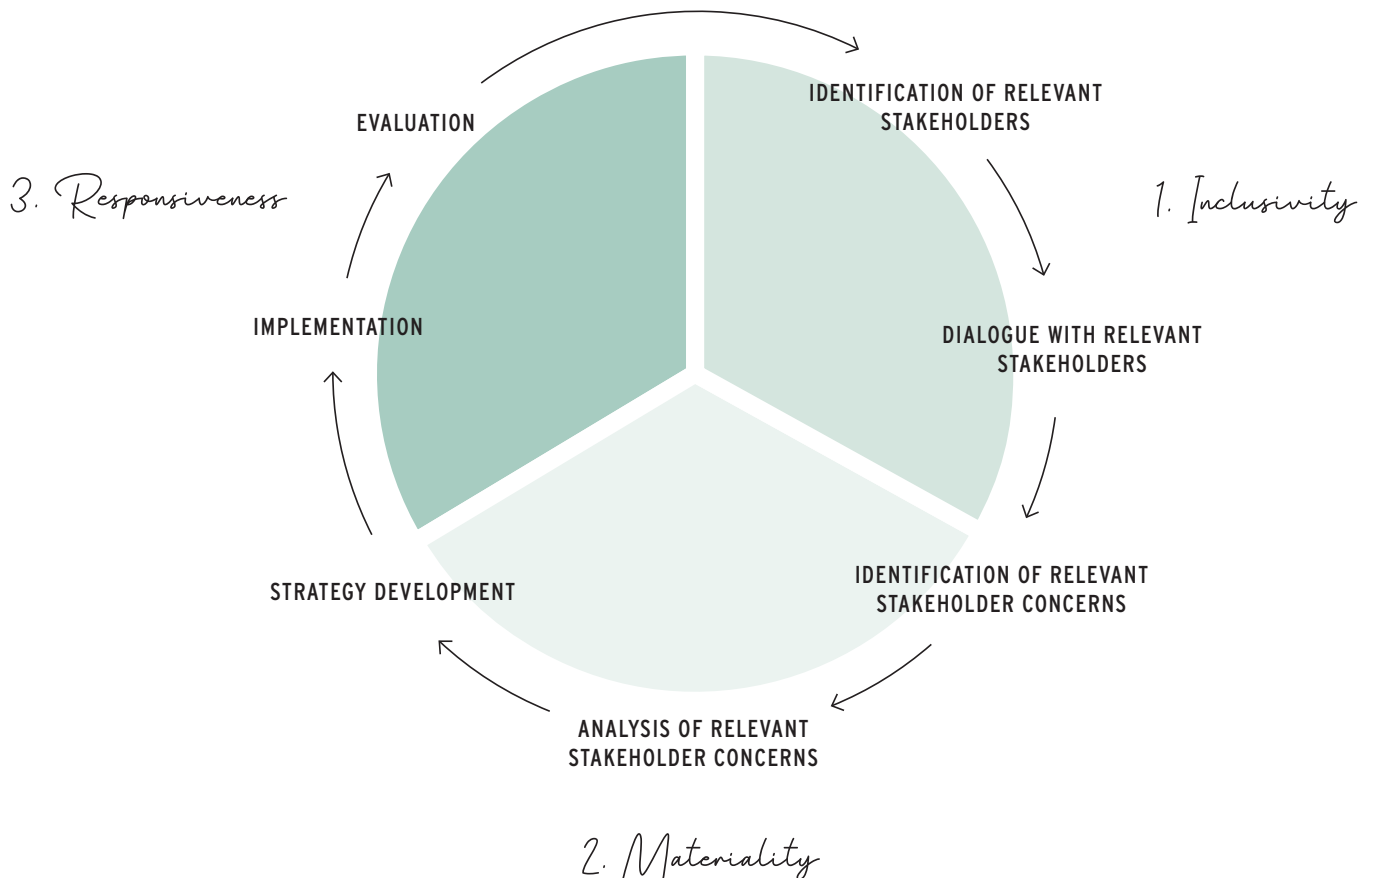 IDENTIFICATION OF RELEVANT
STAKEHOLDERS
EVALUATION
3. Responsiveness
1. Inclusivity
IMPLEMENTATION
DIALOGUE WITH RELEVANT
STAKEHOLDERS
STRATEGY DEVELOPMENT
IDENTIFICATION OF RELEVANT
STAKEHOLDER CONCERNS
ANALYSIS OF RELEVANT
STAKEHOLDER CONCERNS
2. Materiality